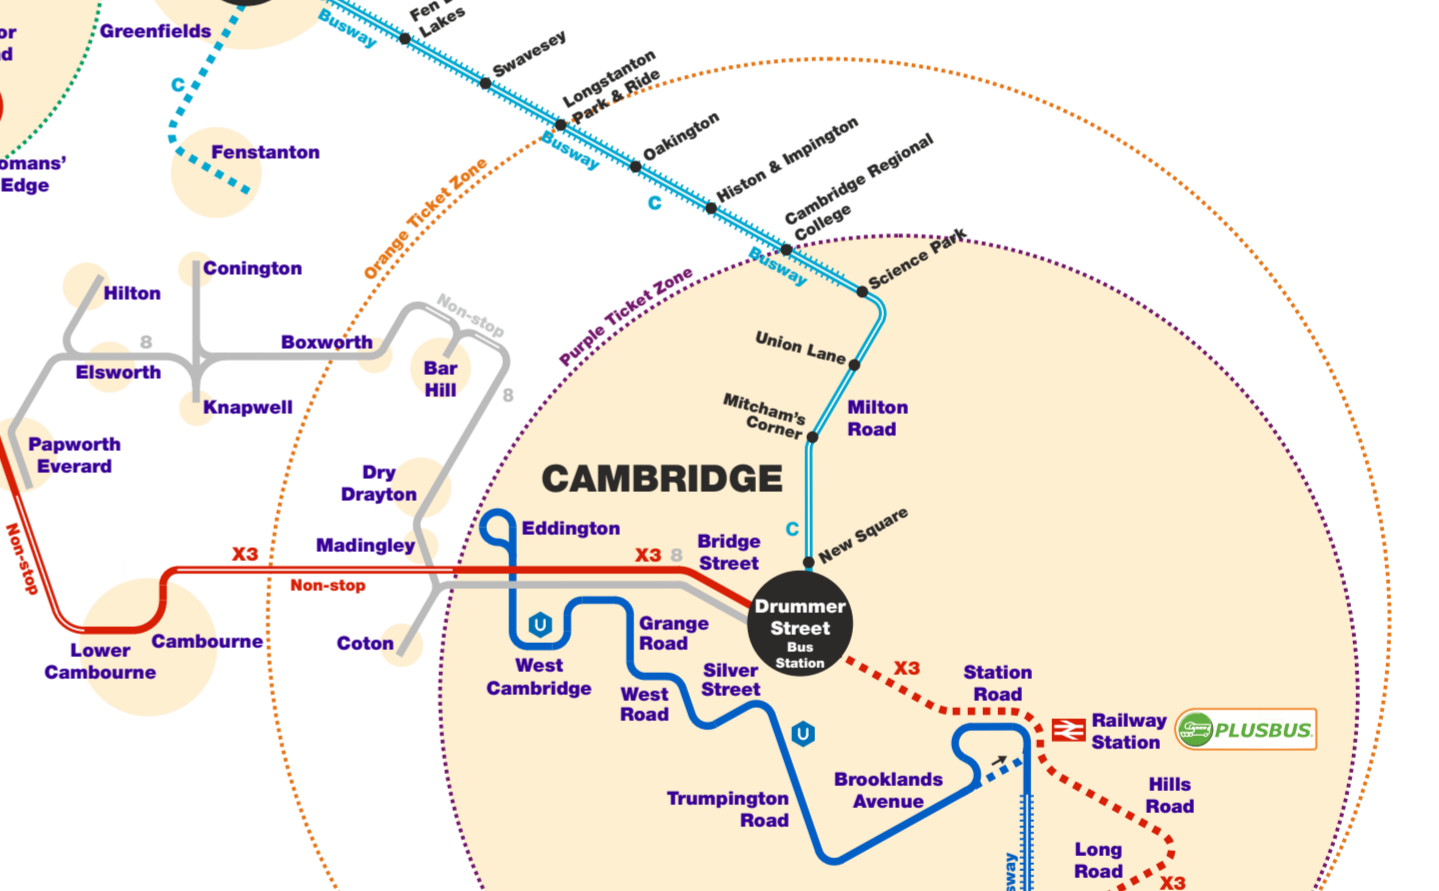 or
d
Greenfields
Busway
Fen
Lakes
Swavesey
Longstanton
Park & Ride
C
Fenstanton
omans'
Edge
Busway
Oakington
Histon & Impington
Cambridge Regional
College
C
Orange Ticket Zone
Science Park
Busway
Conington
Hilton
Purple Ticket Zone
Non-stop
8
Boxworth
Union Lane
Elsworth
Bar
Hill
8
Knapwell
Mitcham's
Corner
Milton
Road
Papworth
Everard
Dry
Drayton
CAMBRIDGE
C
New Square
Eddington
Madingley
X3
Non-stop
Non-stop
X3
8
Bridge
Street
Drummer
Street
Bus
Station
Coton
Cambourne
Lower
Cambourne
U
Grange
Road
West
Cambridge
West
Road
Silver
Street
X3
Station
Road
U
Railway
Station
PLUSBUS
Brooklands
Avenue
Trumpington
Road
Hills
Road
Long
Road
X3
sway